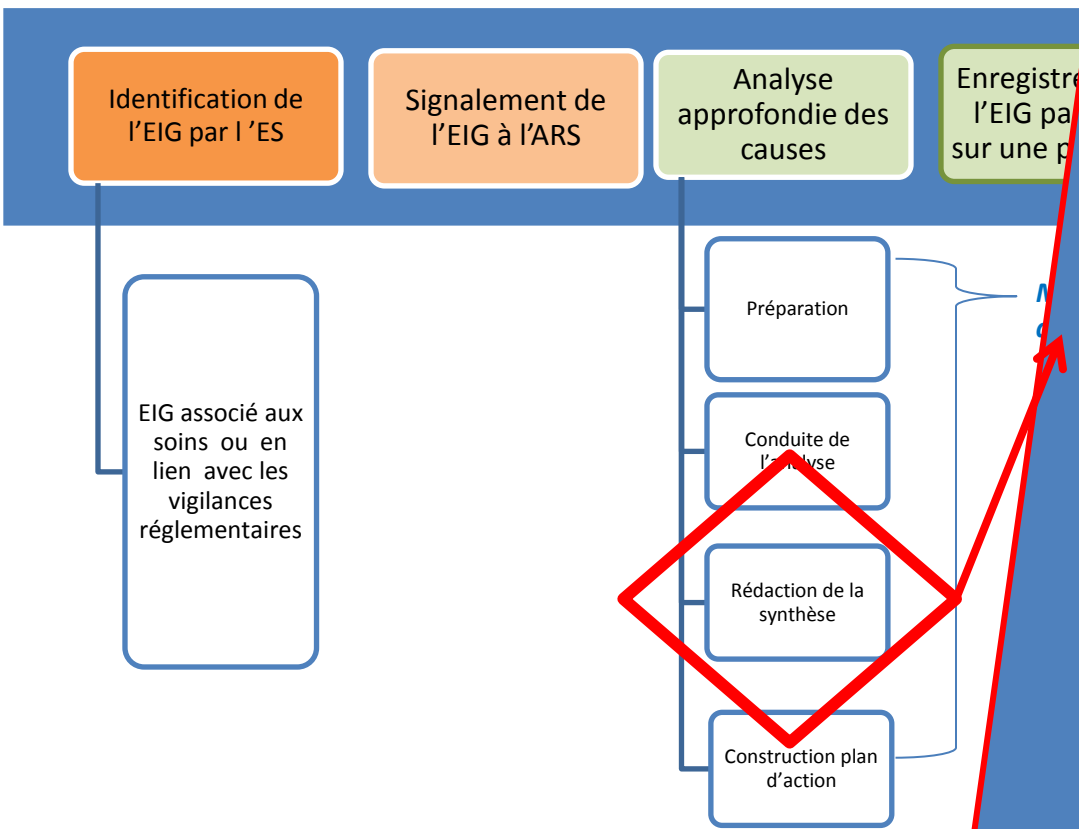 Identification de
l'EIG par l 'ES
Signalement de
l'EIG à l'ARS
Analyse
approfondie des
causes
Enregistre
l'EIG pa
sur une p
EIG associé aux
soins ou en
lien avec les
vigilances
réglementaires
Préparation
Conduite de
l'analyse
Rédaction de la
synthèse
Construction plan
d'action